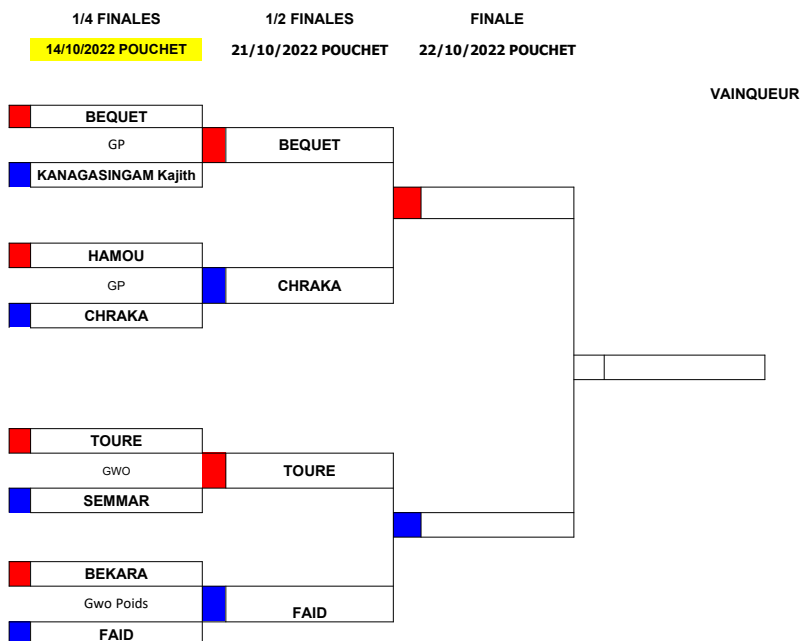 1/4 FINALES 1/2 FINALES FINALE
14/10/2022 POUCHET 21/10/2022 POUCHET 22/10/2022 POUCHET
VAINQUEUR
BEQUET
GP BEQUET
KANAGASINGAM Kajith
HAMOU
GP CHRAKA
CHRAKA
TOURE
GWO TOURE
SEMMAR
BEKARA
Gwo Poids FAID
FAID